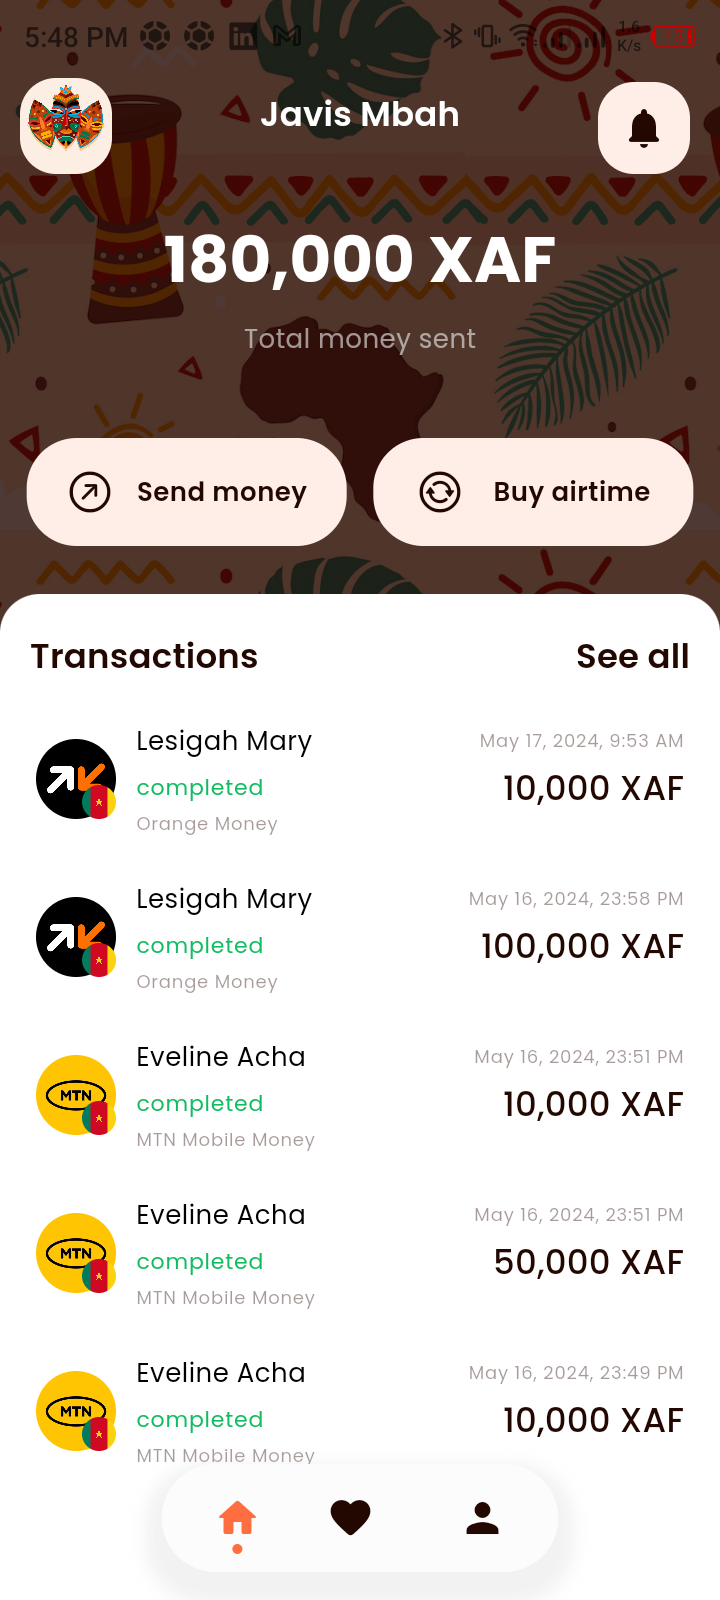 5:48 PM
1.6
K/s
Javis Mbah
180,000 XAF
Total money sent
Send money
Buy airtime
Transactions
See all
Lesigah Mary
May 17, 2024, 9:53 AM
completed
10,000 XAF
Orange Money
Lesigah Mary
May 16, 2024, 23:58 PM
completed
100,000 XAF
Orange Money
Eveline Acha
May 16, 2024, 23:51 PM
MTN
completed
10,000 XAF
MTN Mobile Money
Eveline Acha
May 16, 2024, 23:51 PM
MTN
completed
50,000 XAF
MTN Mobile Money
Eveline Acha
May 16, 2024, 23:49 PM
MTN
completed
10,000 XAF
MTN Mobile Money